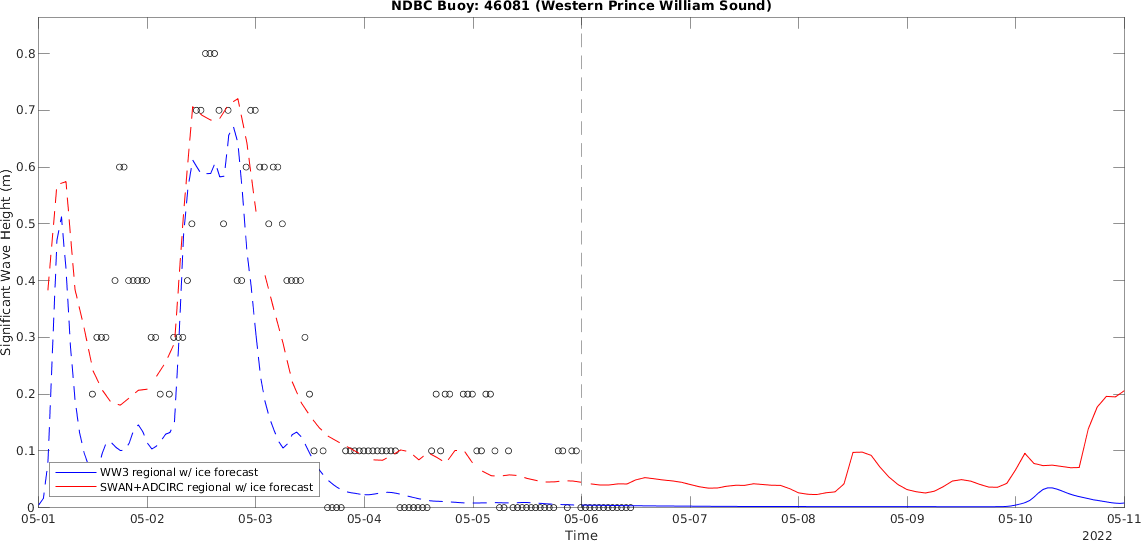 NDBC Buoy: 46081 (Western Prince William Sound)
Significant Wave Height (m)
0.8
0.7
0.6
0.5
0.4
0.3
0.2
0.1
0
WW3 regional w/ ice forecast
SWAN+ADCIRC regional w/ ice forecast
05-01 05-02 05-03 05-04 05-05 05-06 05-07 05-08 05-09 05-10 05-11
Time
2022